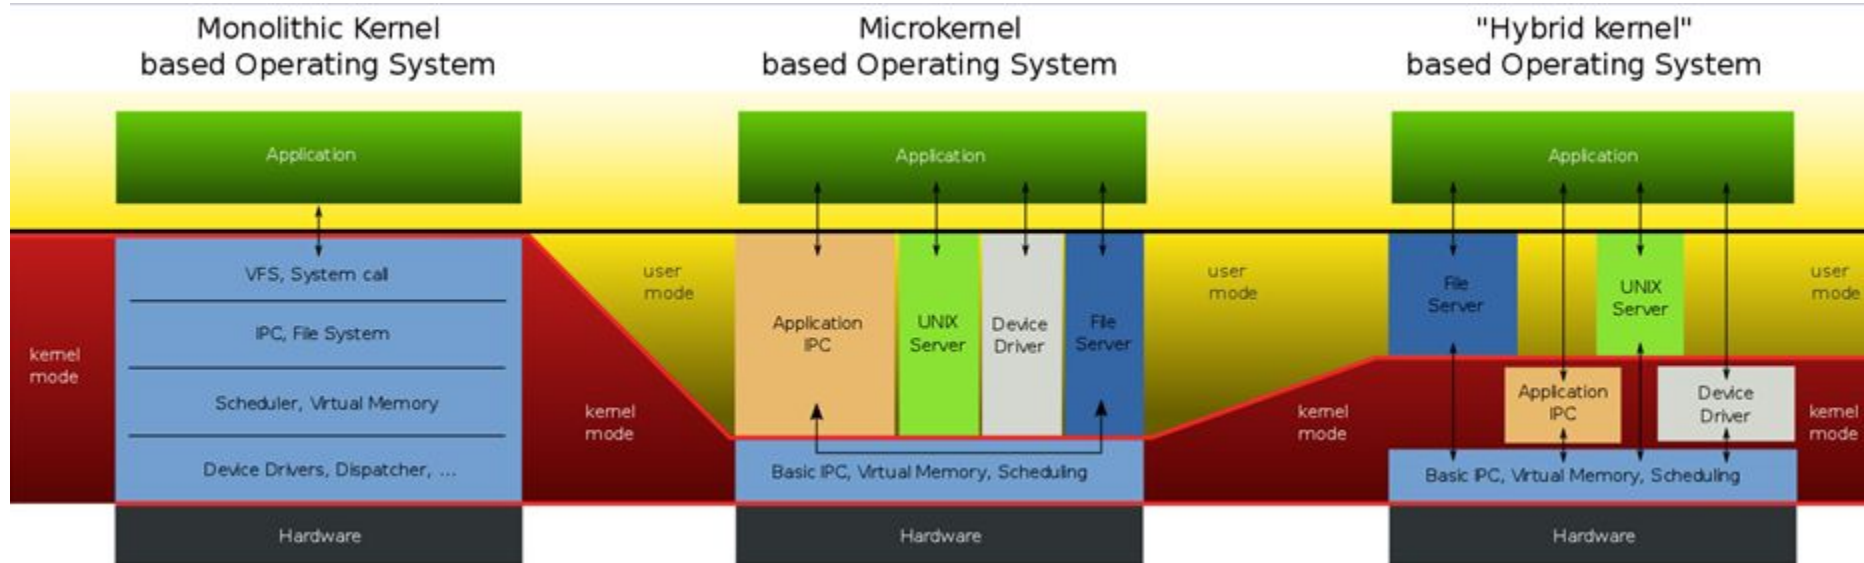 Monolithic Kernel
based Operating System
Microkernel
based Operating System
"Hybrid kernel"
based Operating System
Application
VFS, System call
IPC, File System
Scheduler, Virtual Memory
Device Drivers, Dispatcher, ...
Hardware
kernel
mode
user
mode
kernel
mode
Application
Application
IPC
UNIX
Server
Device
Driver
File
Server
Basic IPC, Virtual Memory, Scheduling
Hardware
user
mode
kernel
mode
Application
File
Server
UNIX
Server
Application
IPC
Device
Driver
Basic IPC, Virtual Memory, Scheduling
Hardware
user
mode
kernel
mode